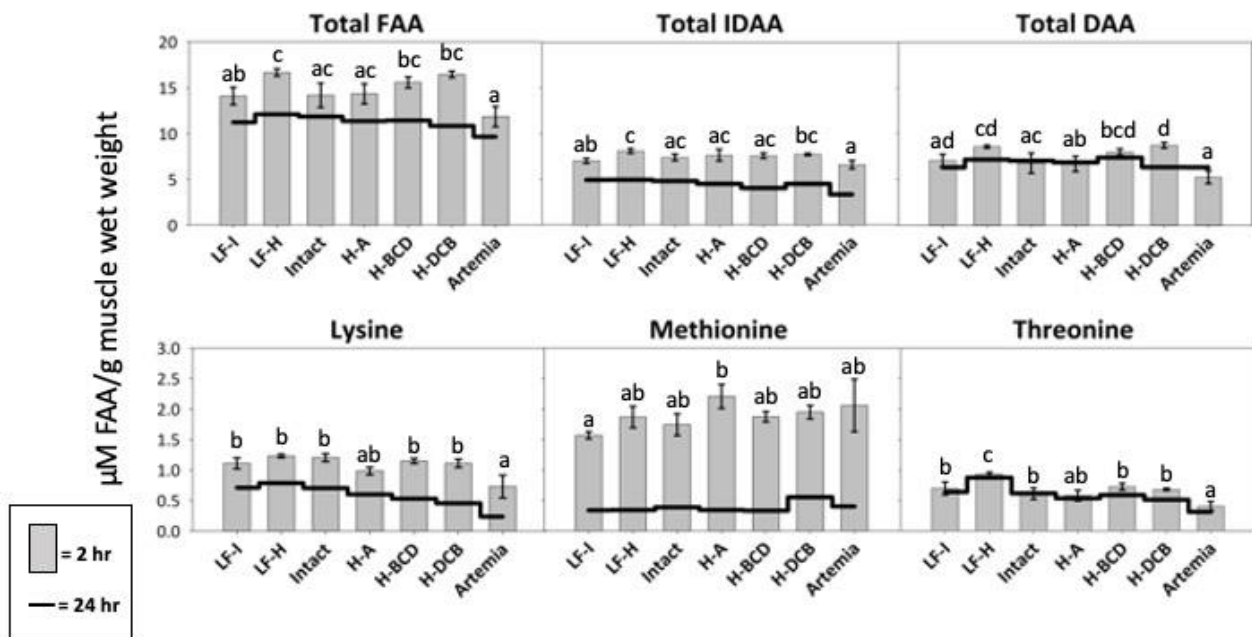 Total FAA Total IDAA Total DAA
20
15
10
5
0
ab c ac ac bc bc a
ab c ac ac ac bc a
ad cd ac ab bcd d a
LF-I LF-H Intact H-A H-BCD H-DCB Artemia
LF-I LF-H Intact H-A H-BCD H-DCB Artemia
LF-I LF-H Intact H-A H-BCD H-DCB Artemia
µM FAA/g muscle wet weight
Lysine Methionine Threonine
3.0
2.5
2.0
1.5
1.0
0.5
0.0
b b b ab b b a
a ab ab b ab ab ab
b c b ab b b a
LF-I LF-H Intact H-A H-BCD H-DCB Artemia
LF-I LF-H Intact H-A H-BCD H-DCB Artemia
LF-I LF-H Intact H-A H-BCD H-DCB Artemia
= 2 hr
= 24 hr